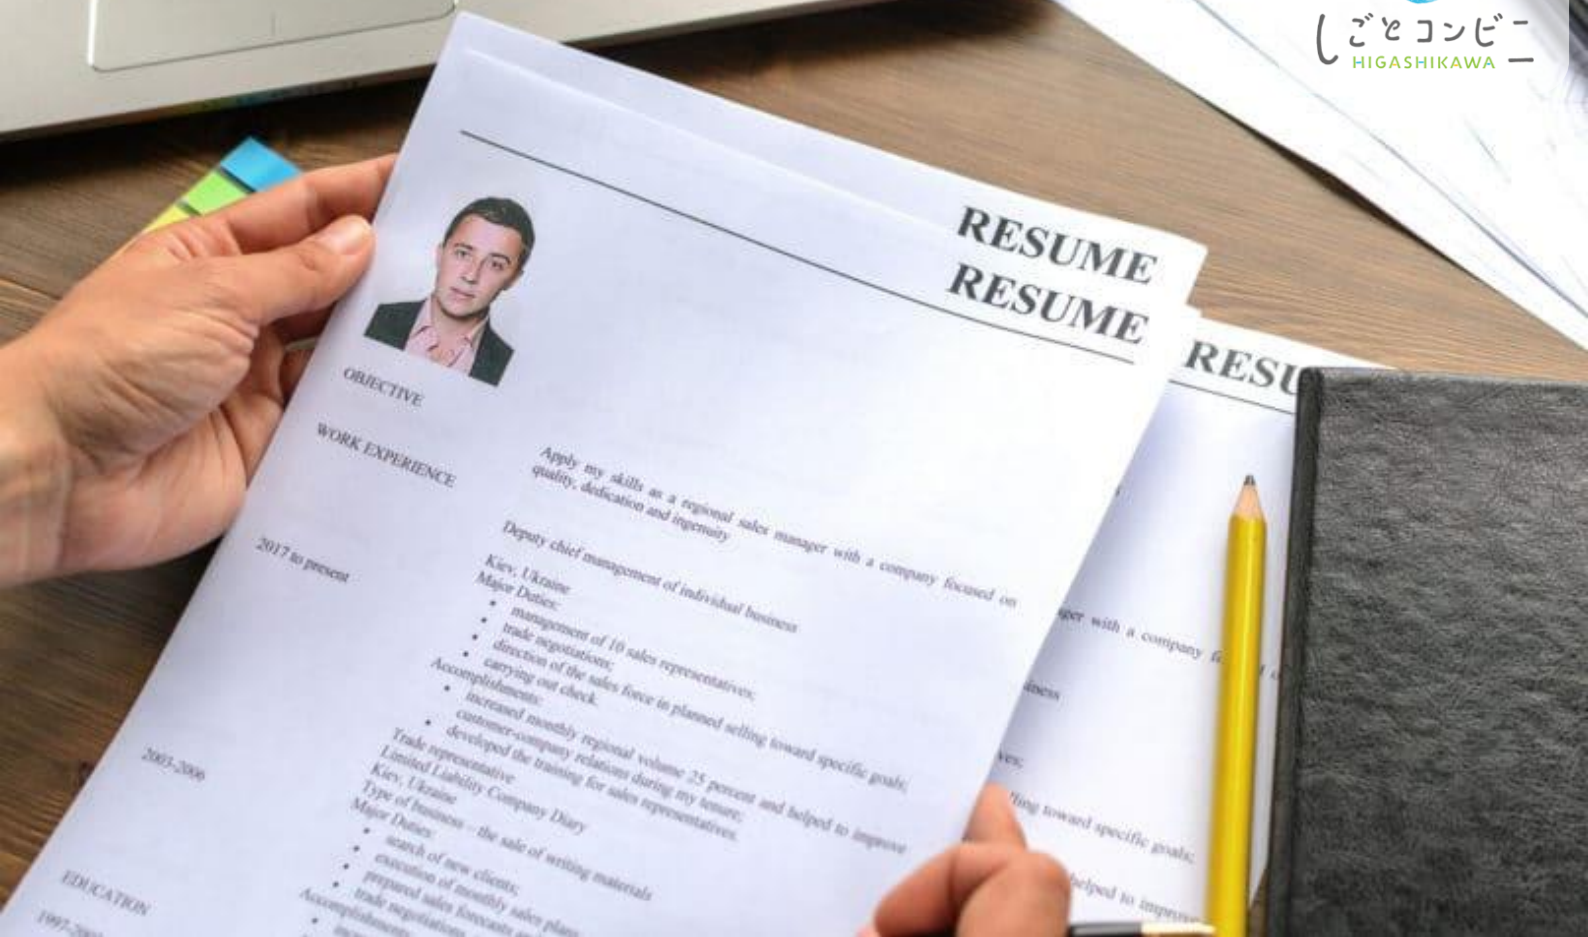 しごとコンビニ
HIGASHIKAWA
RESUME
RESUME
RESU
OBJECTIVE
Apply my skills as a regional sales manager with a company focused on
quality, dedication and ingenuity
WORK EXPERIENCE
Deputy chief management of individual business
2017 to present
Kiev, Ukraine
Major Duties:
• management of 10 sales representatives;
• trade negotiations;
• direction of the sales force in planned selling toward specific goals;
• carrying out check.
Accomplishments:
• increased monthly regional volume 25 percent and helped to improve
customer-company relations during my tenure;
• developed the training for sales representatives.
2003-2006
Trade representative
Limited Liability Company Diary
Kiev, Ukraine
Type of business – the sale of writing materials
Major Duties:
• search of new clients;
• execution of monthly sales plans
• prepared sales forecasts
• trade negotiations
Accomplishments:
EDUCATION
ger with a company
iness
ves;
ling toward specific goals;
helped to improve